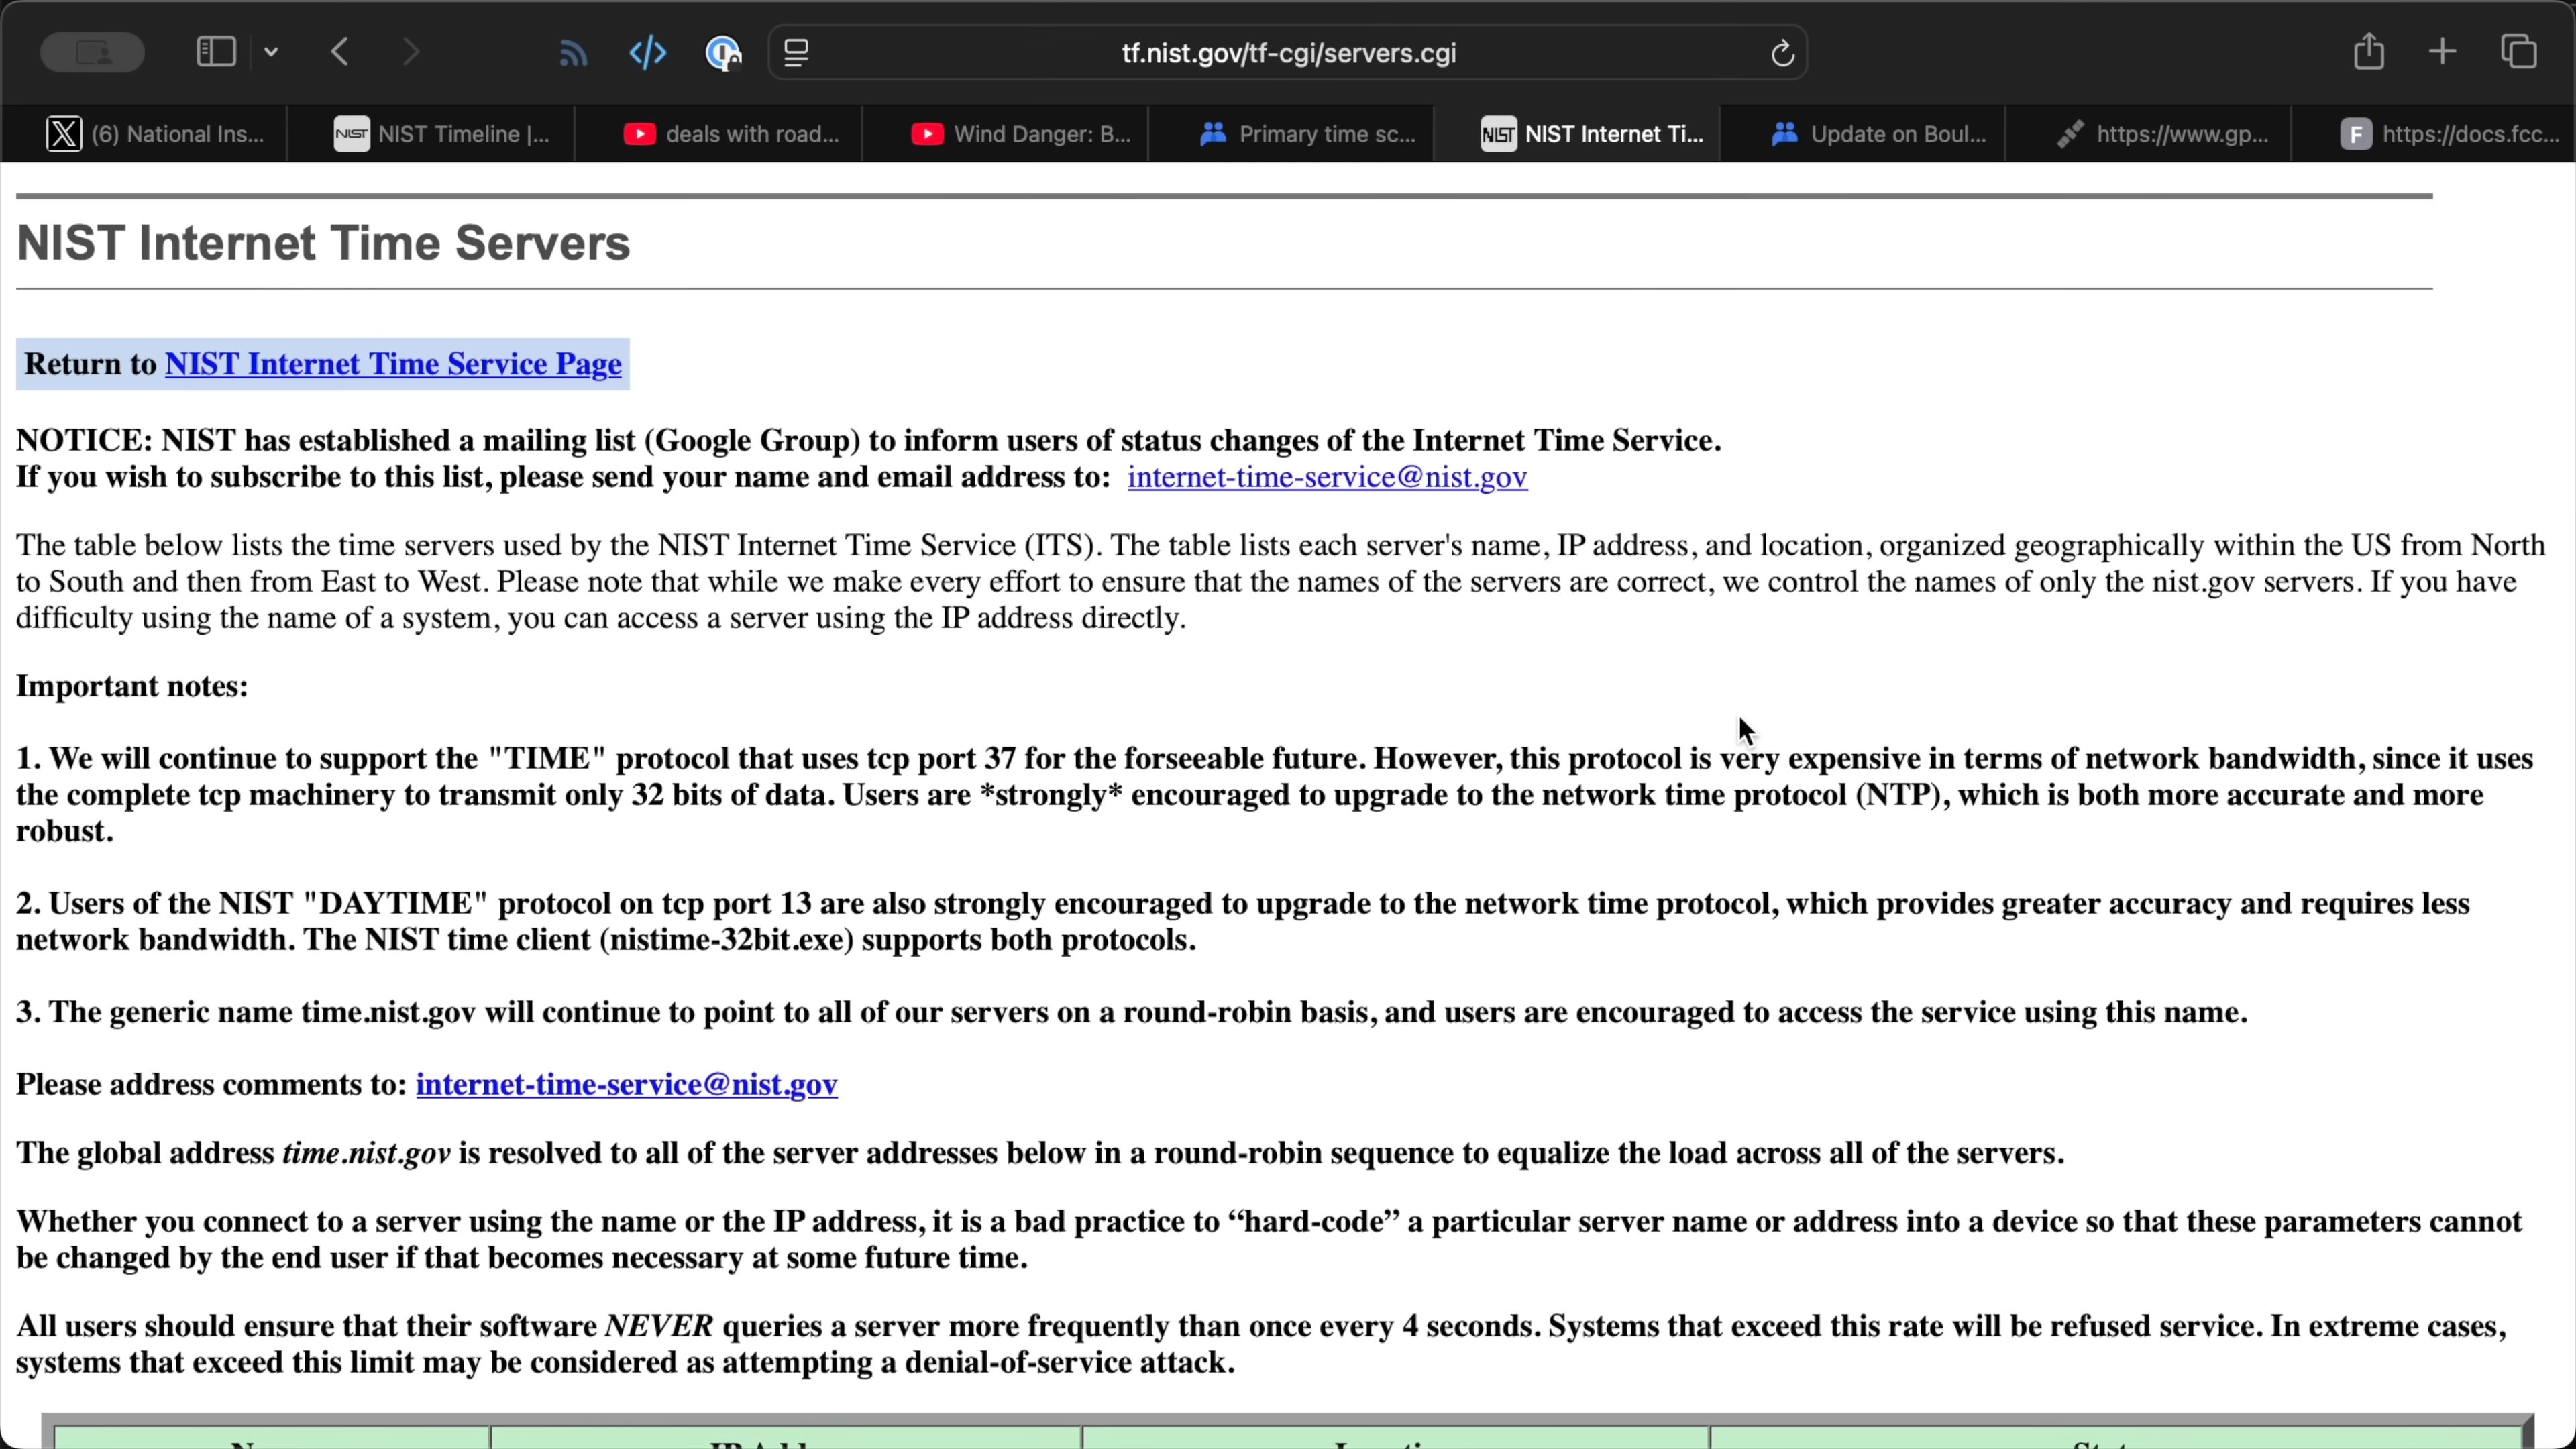 tf.nist.gov/tf-cgi/servers.cgi
(6) National Ins...
NIST NIST Timeline |...
deals with road...
Wind Danger: B...
Primary time sc...
NIST NIST Internet Ti...
Update on Boul...
https://www.gp...
F https://docs.fcc...
NIST Internet Time Servers
Return to NIST Internet Time Service Page
NOTICE: NIST has established a mailing list (Google Group) to inform users of status changes of the Internet Time Service.
If you wish to subscribe to this list, please send your name and email address to: internet-time-service@nist.gov
The table below lists the time servers used by the NIST Internet Time Service (ITS). The table lists each server's name, IP address, and location, organized geographically within the US from North
to South and then from East to West. Please note that while we make every effort to ensure that the names of the servers are correct, we control the names of only the nist.gov servers. If you have
difficulty using the name of a system, you can access a server using the IP address directly.
Important notes:
1. We will continue to support the "TIME" protocol that uses tcp port 37 for the forseeable future. However, this protocol is very expensive in terms of network bandwidth, since it uses
the complete tcp machinery to transmit only 32 bits of data. Users are *strongly* encouraged to upgrade to the network time protocol (NTP), which is both more accurate and more
robust.
2. Users of the NIST "DAYTIME" protocol on tcp port 13 are also strongly encouraged to upgrade to the network time protocol, which provides greater accuracy and requires less
network bandwidth. The NIST time client (nistime-32bit.exe) supports both protocols.
3. The generic name time.nist.gov will continue to point to all of our servers on a round-robin basis, and users are encouraged to access the service using this name.
Please address comments to: internet-time-service@nist.gov
The global address time.nist.gov is resolved to all of the server addresses below in a round-robin sequence to equalize the load across all of the servers.
Whether you connect to a server using the name or the IP address, it is a bad practice to “hard-code” a particular server name or address into a device so that these parameters cannot
be changed by the end user if that becomes necessary at some future time.
All users should ensure that their software NEVER queries a server more frequently than once every 4 seconds. Systems that exceed this rate will be refused service. In extreme cases,
systems that exceed this limit may be considered as attempting a denial-of-service attack.